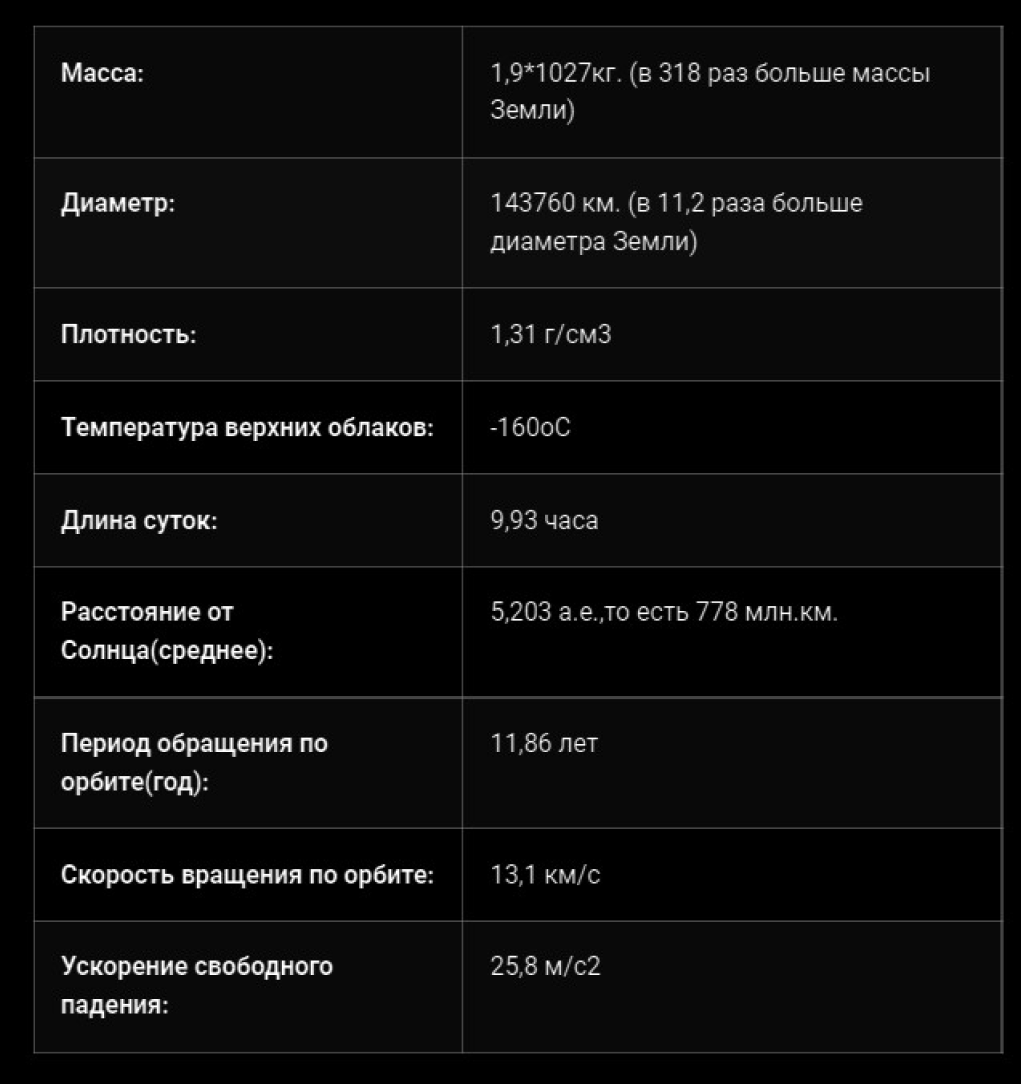 Масса:
1,9*1027кг. (в 318 раз больше массы
Земли)
Диаметр:
143760 км. (в 11,2 раза больше
диаметра Земли)
Плотность:
1,31 г/см3
Температура верхних облаков:
-160oC
Длина суток:
9,93 часа
Расстояние от
Солнца(среднее):
5,203 а.е.,то есть 778 млн.км.
Период обращения по
орбите(год):
11,86 лет
Скорость вращения по орбите:
13,1 км/с
Ускорение свободного
падения:
25,8 м/с2